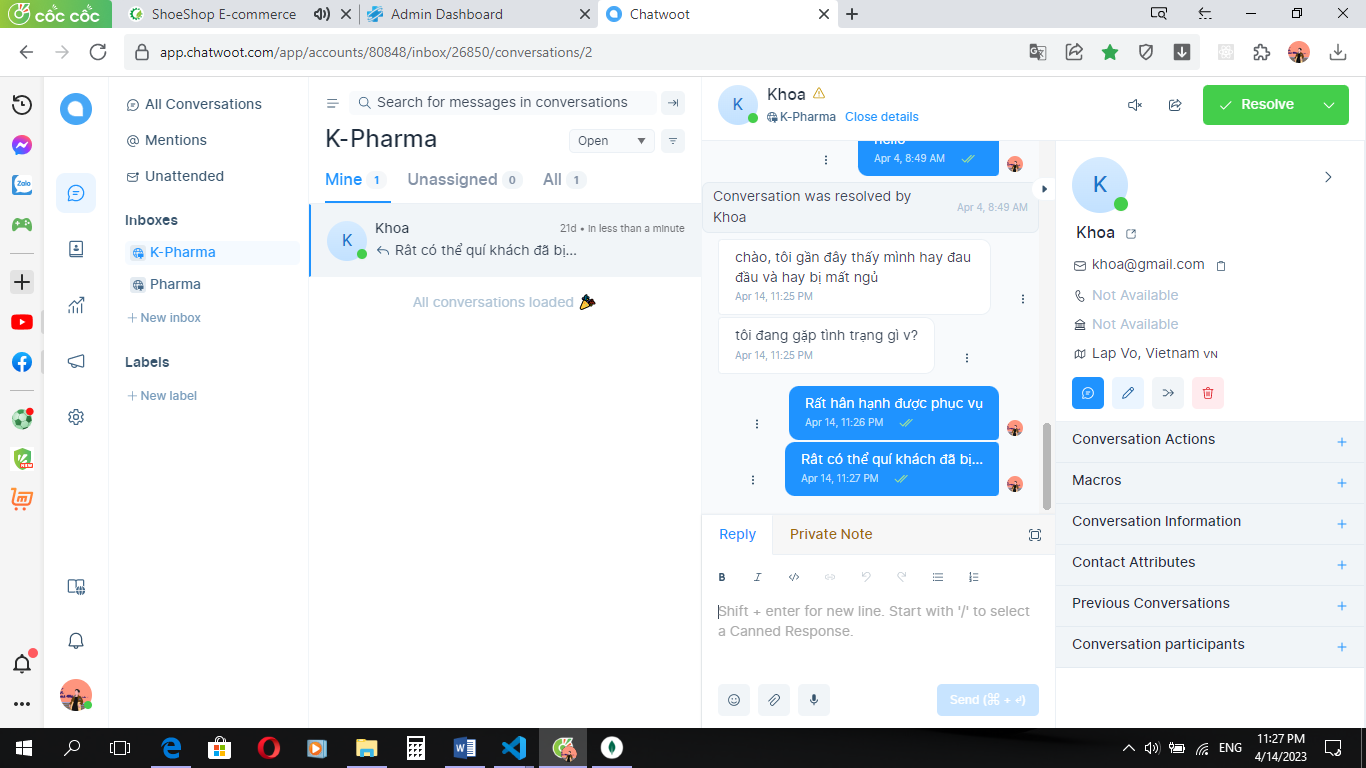 cốc cốc
ShoeShop E-commerce
Admin Dashboard
Chatwoot
app.chatwoot.com/app/accounts/80848/inbox/26850/conversations/2
All Conversations
Mentions
Unattended
Inboxes
K-Pharma
Pharma
New inbox
Labels
New label
Zalo
NEW
Search for messages in conversations
K-Pharma
Open
Mine 1
Unassigned 0
All 1
K
Khoa
21d • in less than a minute
Rât có thể quí khách đã bị...
All conversations loaded
K
Khoa
K-Pharma
Close details
Resolve
hello
Apr 4, 8:49 AM
Conversation was resolved by
Khoa
Apr 4, 8:49 AM
chào, tôi gần đây thấy mình hay đau
đầu và hay bị mất ngủ
Apr 14, 11:25 PM
tôi đang gặp tình trạng gì v?
Apr 14, 11:25 PM
Rất hân hạnh được phục vụ
Apr 14, 11:26 PM
Rât có thể quí khách đã bị...
Apr 14, 11:27 PM
Reply
Private Note
B I
Shift + enter for new line. Start with '/' to select
a Canned Response.
Send (⌘ + ⏎)
K
Khoa
khoa@gmail.com
Not Available
Not Available
Lap Vo, Vietnam VN
Conversation Actions
Macros
Conversation Information
Contact Attributes
Previous Conversations
Conversation participants
ENG
11:27 PM
4/14/2023